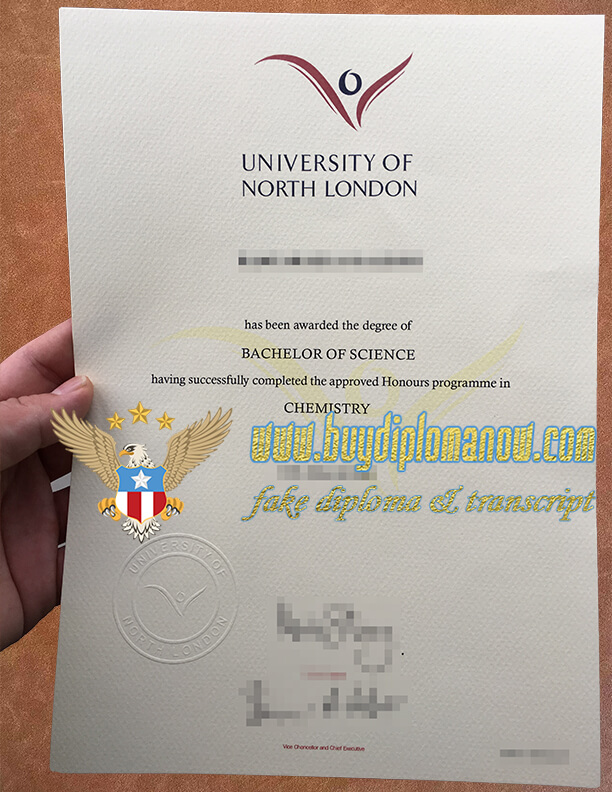 UNIVERSITY OF
NORTH LONDON
has been awarded the degree of
BACHELOR OF SCIENCE
having successfully completed the approved Honours programme in
CHEMISTRY
www.buydiplomanow.com
fake diploma & transcript
UNIVERSITY OF
NORTH LONDON
Vice Chancellor and Chief Executive